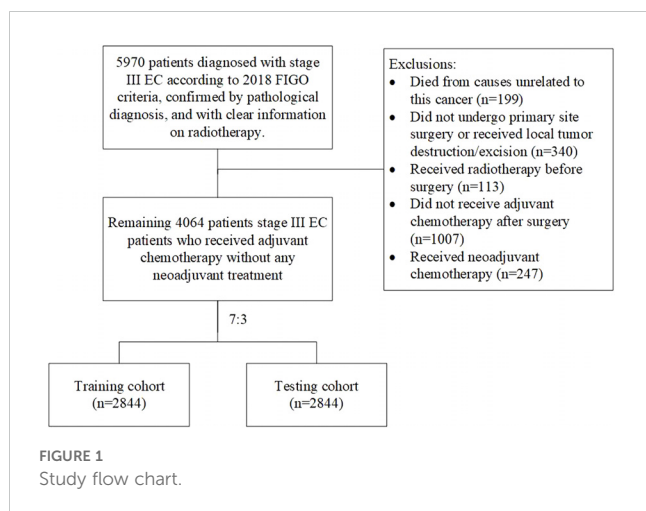 5970 patients diagnosed with stage
III EC according to 2018 FIGO
criteria, confirmed by pathological
diagnosis, and with clear information
on radiotherapy.
Exclusions:
• Died from causes unrelated to
this cancer (n=199)
• Did not undergo primary site
surgery or received local tumor
destruction/excision (n=340)
• Received radiotherapy before
surgery (n=113)
• Did not receive adjuvant
chemotherapy after surgery
(n=1007)
• Received neoadjuvant
chemotherapy (n=247)
Remaining 4064 patients stage III EC
patients who received adjuvant
chemotherapy without any
neoadjuvant treatment
7:3
Training cohort
(n=2844)
Testing cohort
(n=2844)
FIGURE 1
Study flow chart.